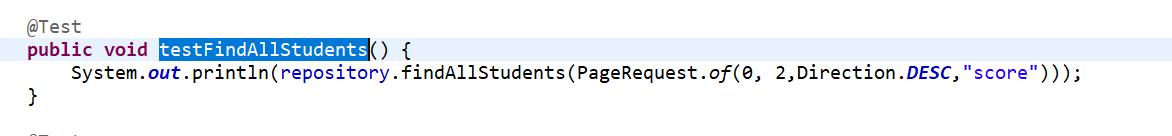 @Test
public void testFindAllStudents() {
System.out.println(repository.findAllStudents(PageRequest.of(0, 2,Direction.DESC,"score")));
}